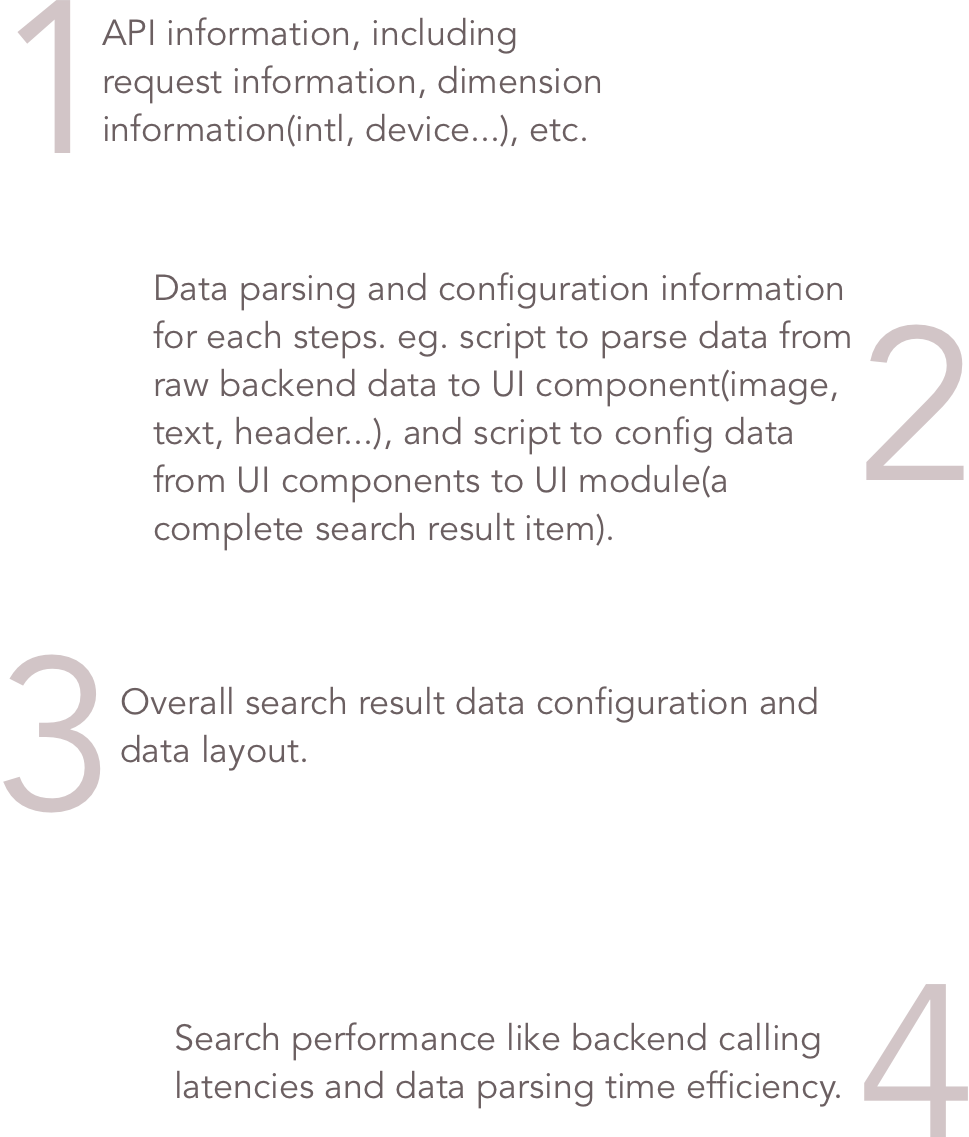 1
API information, including
request information, dimension
information(intl, device...), etc.
Data parsing and configuration information
for each steps. eg. script to parse data from
raw backend data to UI component(image,
text, header...), and script to config data
from UI components to UI module(a
complete search result item).
2
3
Overall search result data configuration and
data layout.
Search performance like backend calling
latencies and data parsing time efficiency.
4